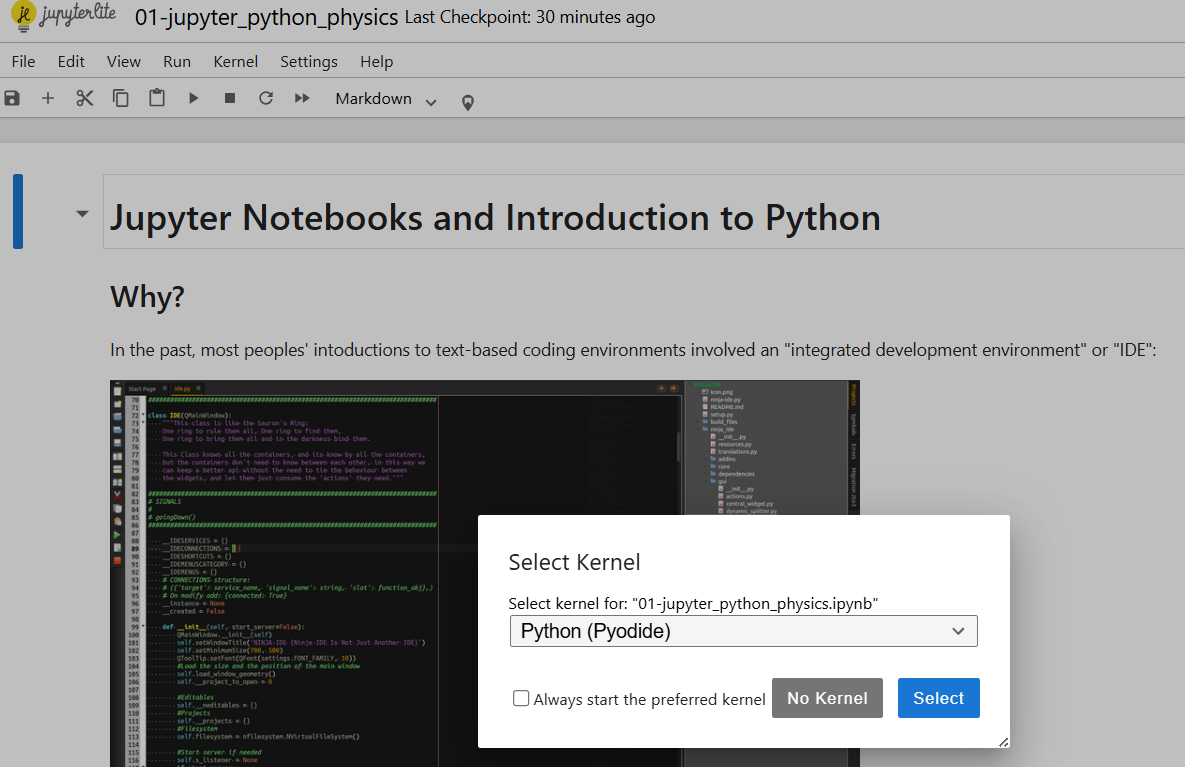 jupyterlite 01-jupyter_python_physics Last Checkpoint: 30 minutes ago
File Edit View Run Kernel Settings Help
Markdown
Jupyter Notebooks and Introduction to Python
Why?
In the past, most peoples' intoductions to text-based coding environments involved an "integrated development environment" or "IDE":
Start Page ide.py
70 ################################################################################
71
72 class IDE(QMainWindow):
73 """This class is like the Sauron's Ring:
74 One ring to rule them all, One ring to find them,
75 One ring to bring them all and in the darkness bind them.
76
77 This Class knows all the containers, and its know by all the containers,
78 but the containers don't need to know between each other, in this way we
79 can keep a better api without the need to tie the behaviour between
80 the widgets, and let them just consume the 'actions' they need."""
81
82 ################################################################################
83 # SIGNALS
84 #
85 # goingDown()
86 ################################################################################
87
88 __IDESERVICES = {}
89 __IDECONNECTIONS = [
90 __IDESHORTCUTS = {}
91 __IDEMENUSCATEGORY = {}
92 __IDEMENUS = {}
93 # CONNECTIONS structure:
94 # ({'target': service_name, 'signal_name': string, 'slot': function_obj},)
95 # On modify add: {connected: True}
96 __instance = None
97 __created = False
98
99 def __init__(self, start_server=False):
100 QMainWindow.__init__(self)
101 self.setWindowTitle('NINJA-IDE {Ninja-IDE Is Not Just Another IDE}')
102 self.setMinimumSize(700, 500)
103 QToolTip.setFont(QFont(settings.FONT_FAMILY, 10))
104 #Load the size and the position of the main window
105 self.load_window_geometry()
106 self.__project_to_open = 0
107
108 #Editables
109 self.__neditables = {}
110 #Projects
111 self.__projects = {}
112 #Filesystem
113 self.filesystem = nfilesystem.NVirtualFileSystem()
114
115 #Start server if needed
116 self.s_listener = None
icon.png
ninja-ide.py
README.md
setup.py
build_files
ninja_ide
__init__.py
resources.py
translations.py
addins
core
dependencies
gui
__init__.py
actions.py
central_widget.py
dynamic_splitter.py
Projects
Symbols
Errors
Select Kernel
Select kernel for: "01-jupyter_python_physics.ipynb"
Python (Pyodide)
Always start the preferred kernel No Kernel Select